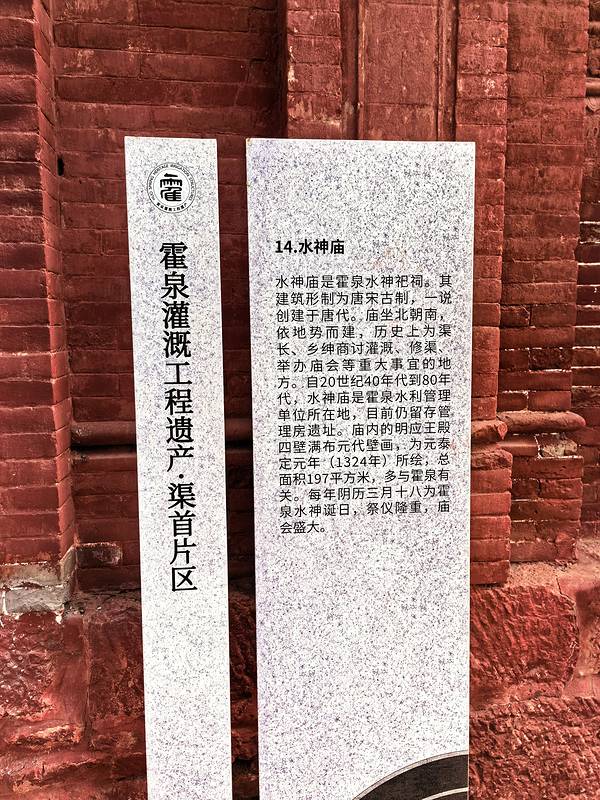 霍
霍泉灌溉工程遗产·渠首片区
14.水神庙
水神庙是霍泉水神祀祠。其
建筑形制为唐宋古制，一说
创建于唐代。庙坐北朝南，
依地势而建，历史上为渠
长、乡绅商讨灌溉、修渠、
举办庙会等重大事宜的地
方。自20世纪40年代到80年
代，水神庙是霍泉水利管理
单位所在地，目前仍留存管
理房遗址。庙内的明应王殿
四壁满布元代壁画，为元泰
定元年（1324年）所绘，总
面积197平方米，多与霍泉有
关。每年阴历三月十八为霍
泉水神诞日，祭仪隆重，庙
会盛大。